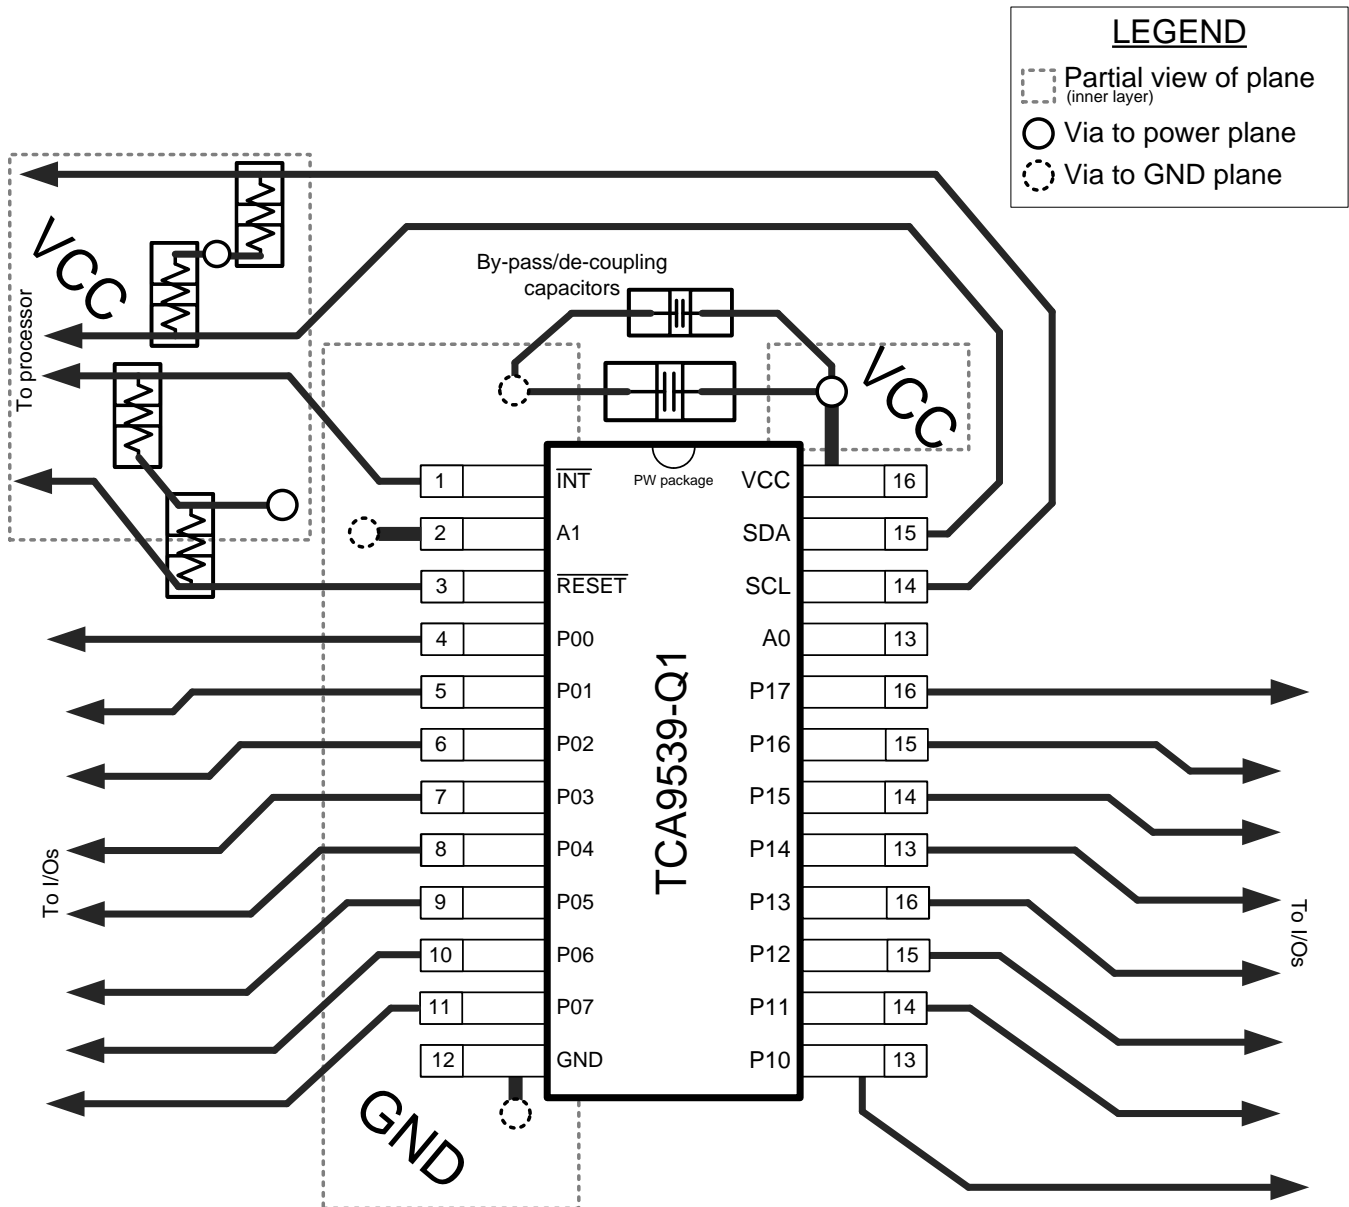 LEGEND
Partial view of plane
(inner layer)
Via to power plane
Via to GND plane
VCC
To processor
By-pass/de-coupling
capacitors
VCC
PW package
1 INT VCC 16
2 A1 SDA 15
3 RESET SCL 14
4 P00 A0 13
5 P01 P17 16
6 P02 P16 15
7 P03 P15 14
8 P04 P14 13
9 P05 P13 16
10 P06 P12 15
11 P07 P11 14
12 GND P10 13
TCA9539-Q1
To I/Os
To I/Os
GND